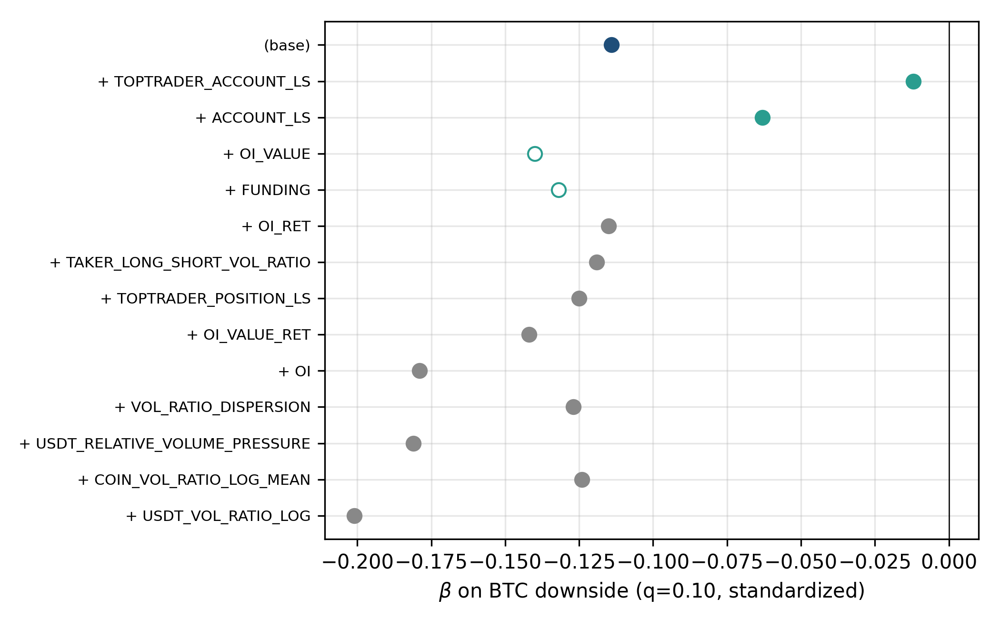 (base)
+ TOPTRADER_ACCOUNT_LS
+ ACCOUNT_LS
+ OI_VALUE
+ FUNDING
+ OI_RET
+ TAKER_LONG_SHORT_VOL_RATIO
+ TOPTRADER_POSITION_LS
+ OI_VALUE_RET
+ OI
+ VOL_RATIO_DISPERSION
+ USDT_RELATIVE_VOLUME_PRESSURE
+ COIN_VOL_RATIO_LOG_MEAN
+ USDT_VOL_RATIO_LOG
−0.200 −0.175 −0.150 −0.125 −0.100 −0.075 −0.050 −0.025 0.000
β on BTC downside (q=0.10, standardized)